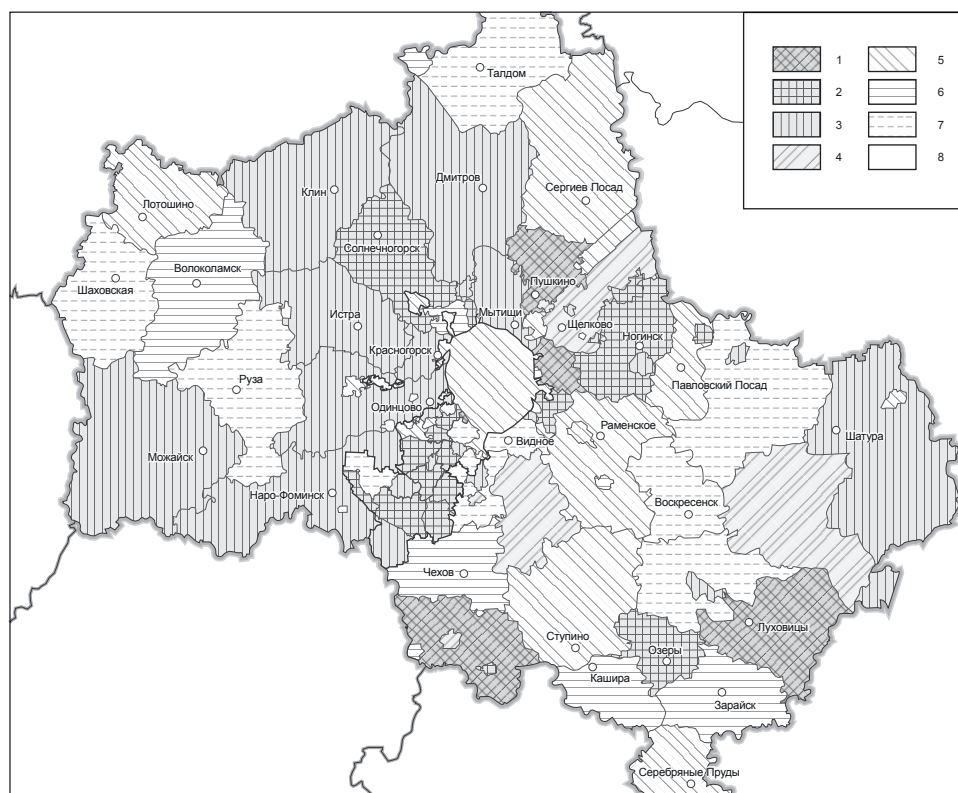 1 5
2 6
3 7
4 8
Талдом
Дмитров
Клин
Сергиев Посад
Лотошино
Солнечногорск
Волоколамск
Пушкино
Шаховская
Истра
Мытищи
Щелково
Ногинск
Красногорск
Павловский Посад
Руза
Одинцово
Раменское
Видное
Шатура
Можайск
Наро-Фоминск
Воскресенск
Чехов
Луховицы
Ступино
Озеры
Кашира
Зарайск
Серебряные Пруды